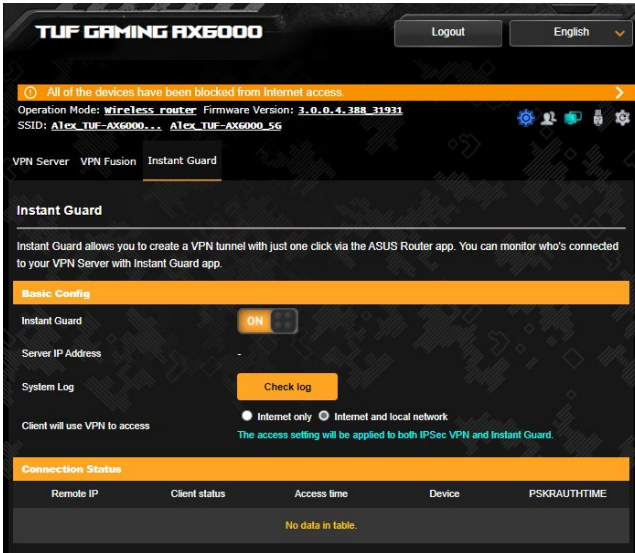 TUF GAMING AX6000
Logout
English
All of the devices have been blocked from Internet access.
Operation Mode: Wireless router Firmware Version: 3.0.0.4.388_31931
SSID: Alex_TUF-AX6000... Alex_TUF-AX6000_5G
VPN Server VPN Fusion Instant Guard
Instant Guard
Instant Guard allows you to create a VPN tunnel with just one click via the ASUS Router app. You can monitor who's connected
to your VPN Server with Instant Guard app.
Basic Config
Instant Guard ON
Server IP Address -
System Log Check log
Client will use VPN to access Internet only Internet and local network
The access setting will be applied to both IPSec VPN and Instant Guard.
Connection Status
Remote IP Client status Access time Device PSKRAUTHTIME
No data in table.